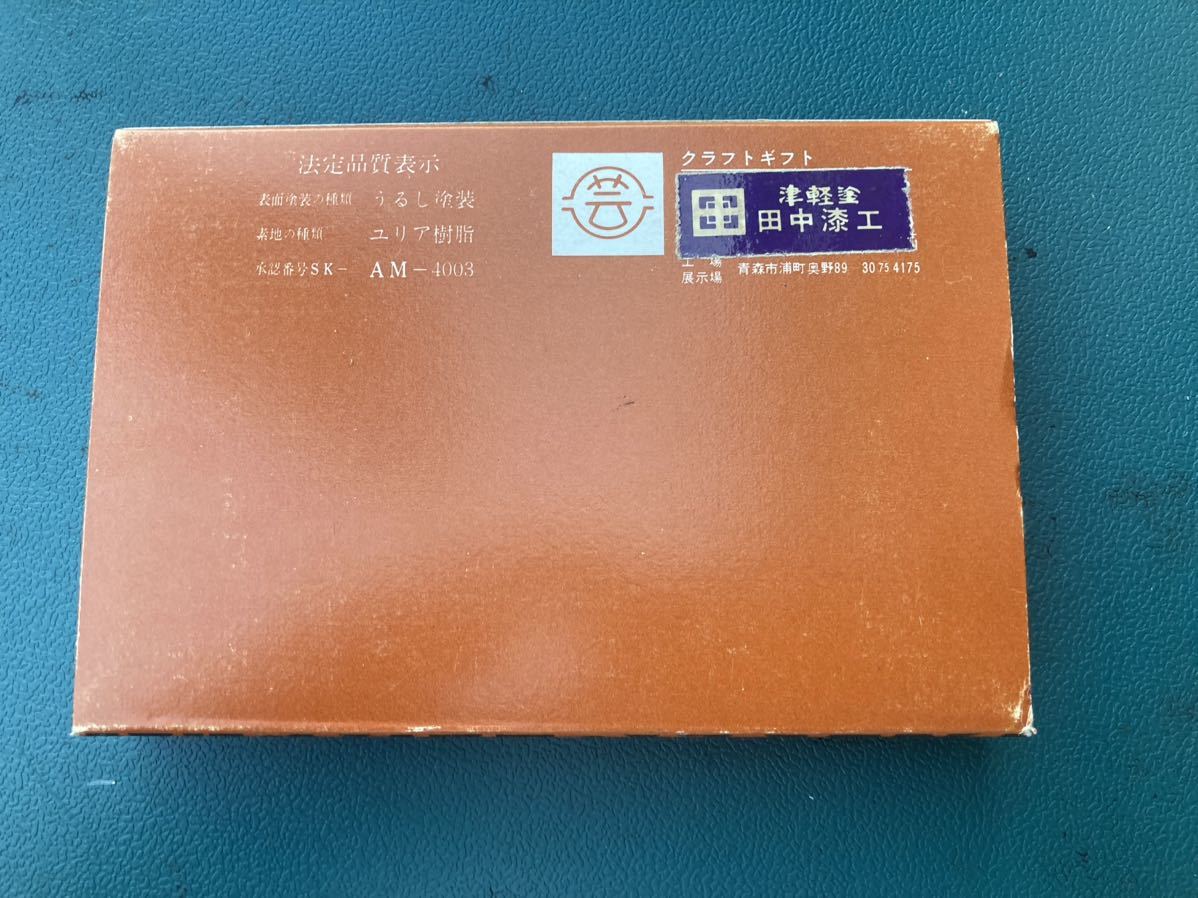 法定品質表示
表面塗装の種類 うるし塗装
素地の種類 ユリア樹脂
承認番号SK− AM−4003
芸
クラフトギフト
津軽塗
田中漆工
工場 青森市浦町奥野89 30 75 4175
展示場